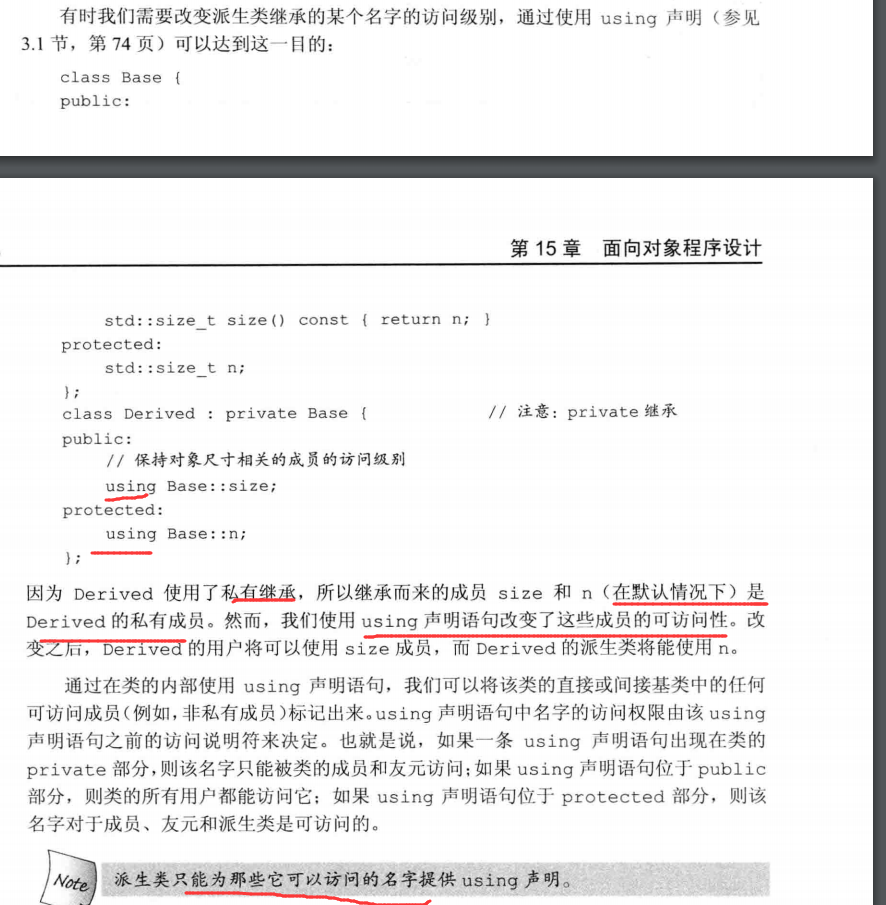 有时我们需要改变派生类继承的某个名字的访问级别，通过使用 using 声明（参见
3.1 节，第 74 页）可以达到这一目的：
class Base {
public:
第 15 章 面向对象程序设计
std::size_t size() const { return n; }
protected:
std::size_t n;
};
class Derived : private Base { // 注意：private 继承
public:
// 保持对象尺寸相关的成员的访问级别
using Base::size;
protected:
using Base::n;
};
因为 Derived 使用了私有继承，所以继承而来的成员 size 和 n（在默认情况下）是
Derived 的私有成员。然而，我们使用 using 声明语句改变了这些成员的可访问性。改
变之后，Derived 的用户将可以使用 size 成员，而 Derived 的派生类将能使用 n。
通过在类的内部使用 using 声明语句，我们可以将该类的直接或间接基类中的任何
可访问成员（例如，非私有成员）标记出来。using 声明语句中名字的访问权限由该 using
声明语句之前的访问说明符来决定。也就是说，如果一条 using 声明语句出现在类的
private 部分，则该名字只能被类的成员和友元访问；如果 using 声明语句位于 public
部分，则类的所有用户都能访问它；如果 using 声明语句位于 protected 部分，则该
名字对于成员、友元和派生类是可访问的。
Note 派生类只能为那些它可以访问的名字提供 using 声明。